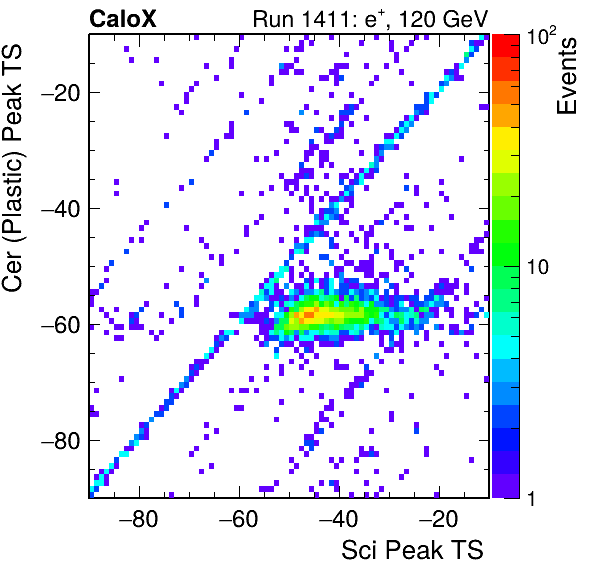 CaloX
Run 1411: e⁺, 120 GeV
Cer (Plastic) Peak TS
−20
−40
−60
−80
−80
−60
−40
−20
Sci Peak TS
10²
10
1
Events